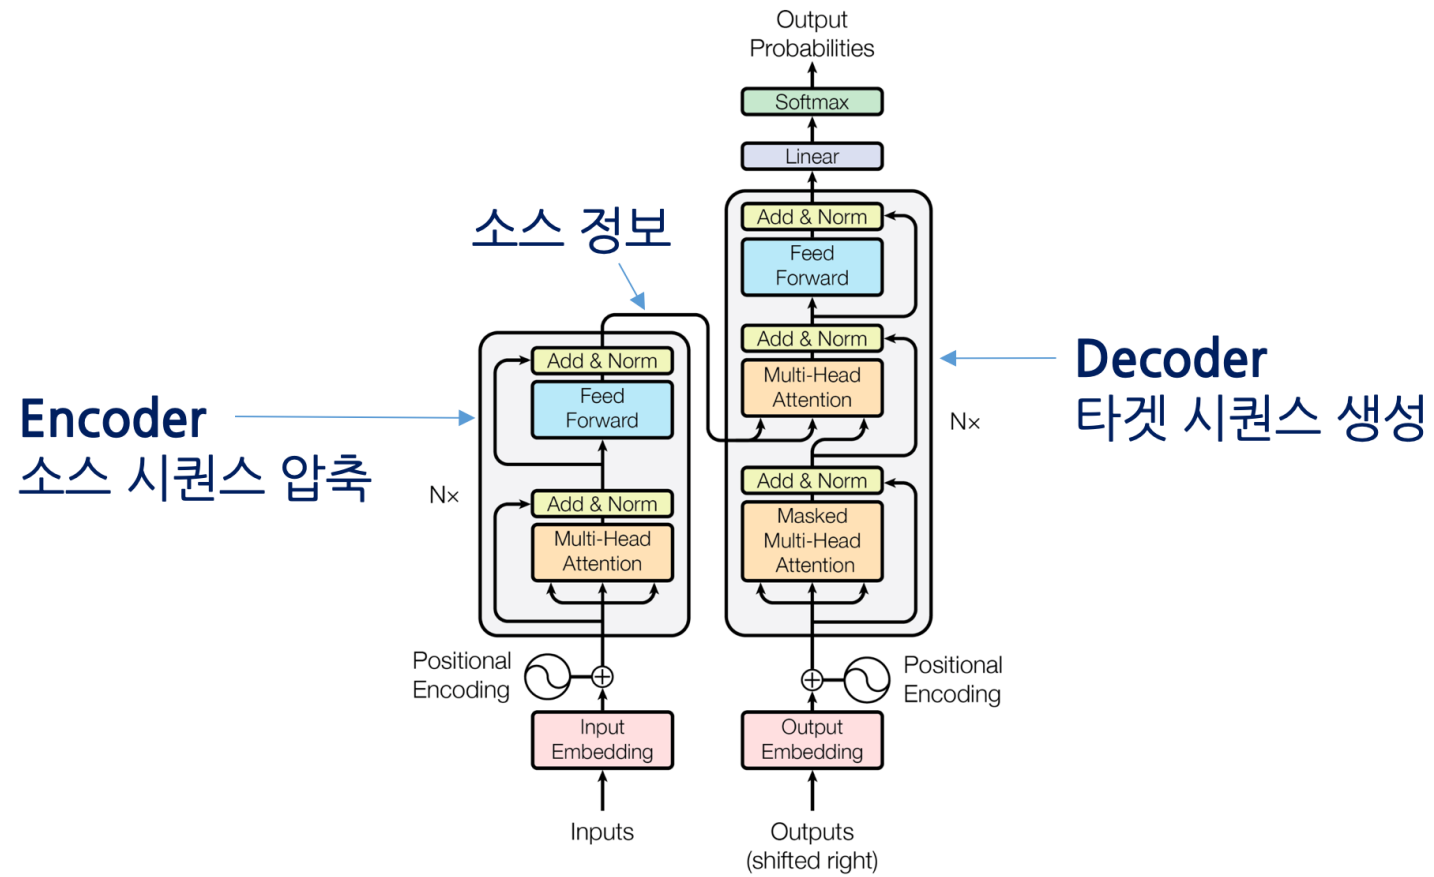 Output
Probabilities
Softmax
Linear
Add & Norm
Feed
Forward
Add & Norm
Multi-Head
Attention
Add & Norm
Masked
Multi-Head
Attention
Nx
Positional
Encoding
Output
Embedding
Outputs
(shifted right)
Decoder
타겟 시퀀스 생성
소스 정보
Add & Norm
Feed
Forward
Add & Norm
Multi-Head
Attention
Nx
Positional
Encoding
Input
Embedding
Inputs
Encoder
소스 시퀀스 압축